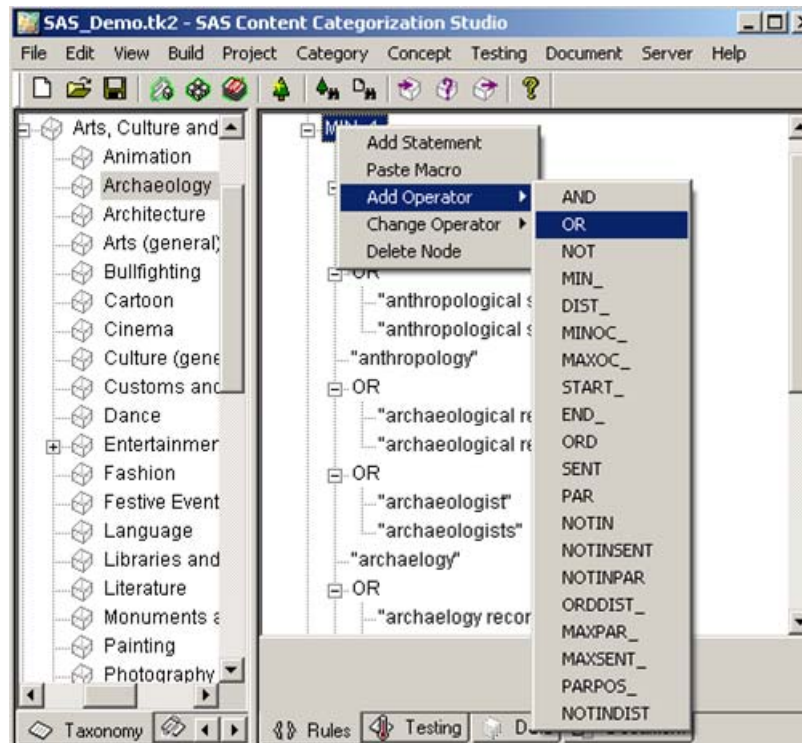 SAS_Demo.tk2 - SAS Content Categorization Studio
File Edit View Build Project Category Concept Testing Document Server Help
Arts, Culture and
Animation
Archaeology
Architecture
Arts (general)
Bullfighting
Cartoon
Cinema
Culture (gene
Customs and
Dance
Entertainmer
Fashion
Festive Event
Language
Libraries and
Literature
Monuments a
Painting
Photography
Taxonomy
Add Statement
Paste Macro
Add Operator
Change Operator
Delete Node
AND
OR
NOT
MIN_
DIST_
MINOC_
MAXOC_
START_
END_
ORD
SENT
PAR
NOTIN
NOTINSENT
NOTINPAR
ORDDIST_
MAXPAR_
MAXSENT_
PARPOS_
NOTINDIST
OR
"anthropological s
"anthropological s
"anthropology"
OR
"archaeological re
"archaeological re
OR
"archaeologist"
"archaeologists"
"archaelogy"
OR
"archaelogy recor
Rules Testing